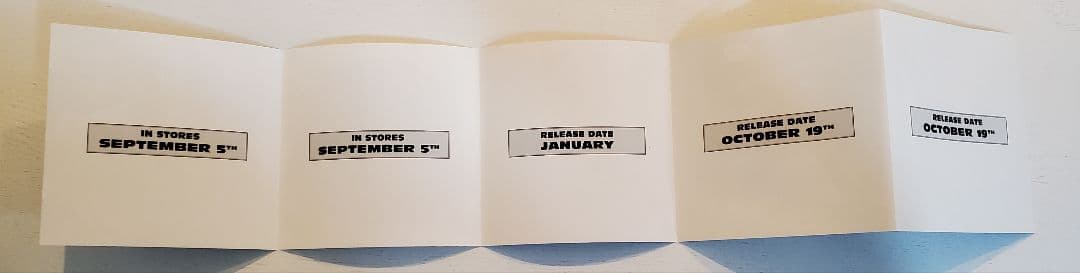 IN STORES
SEPTEMBER 5TH
IN STORES
SEPTEMBER 5TH
RELEASE DATE
JANUARY
RELEASE DATE
OCTOBER 19TH
RELEASE DATE
OCTOBER 19TH